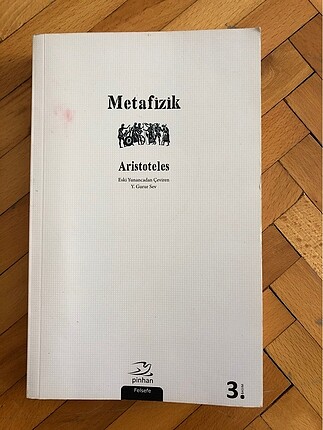 Metafizik
Aristoteles
Eski Yunancadan Çeviren
Y. Gurur Sev
pinhan
Felsefe
3.